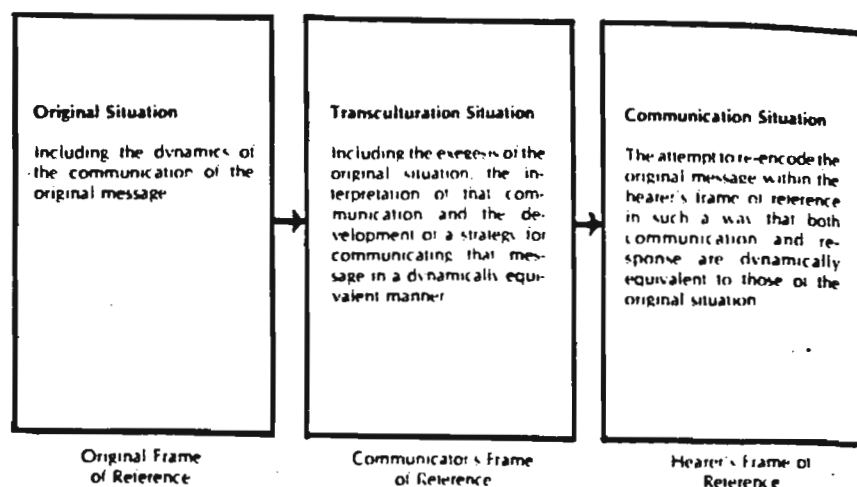 Original Situation
Including the dynamics of
the communication of the
original message
Original Frame
of Reference
Transculturation Situation
Including the exegesis of the
original situation, the in-
terpretation of that com-
munication and the de-
velopment of a strategy for
communicating that mes-
sage in a dynamically equi-
valent manner
Communicator's Frame
of Reference
Communication Situation
The attempt to re-encode the
original message within the
hearer's frame of reference
in such a way that both
communication and re-
sponse are dynamically
equivalent to those of the
original situation
Hearer's Frame of
Reference